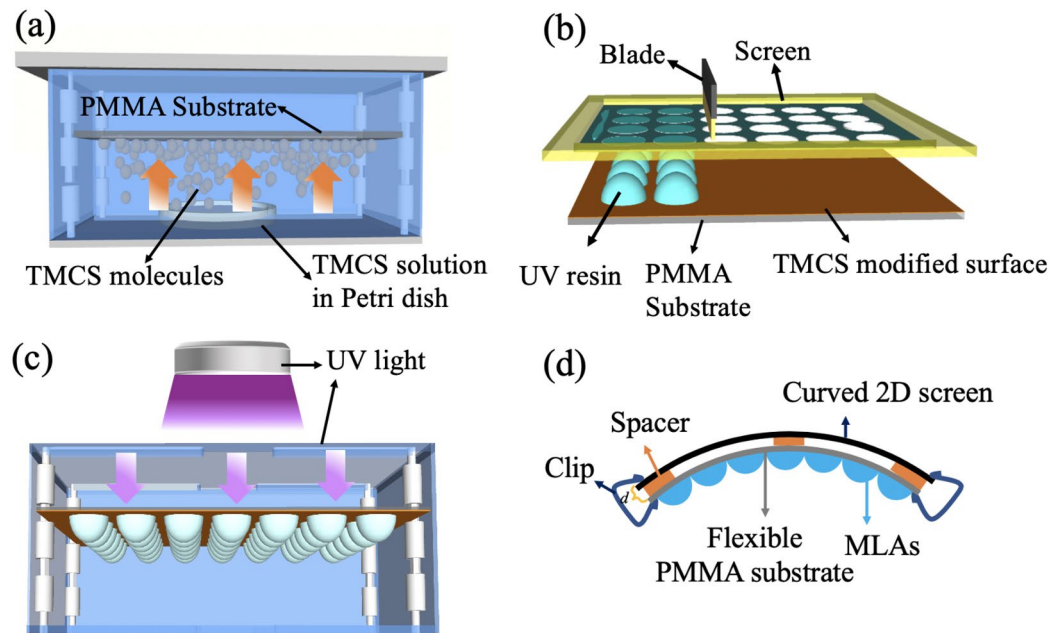 (a)
PMMA Substrate
TMCS molecules
TMCS solution
in Petri dish
(b)
Blade
Screen
UV resin
PMMA
Substrate
TMCS modified surface
(c)
UV light
(d)
Curved 2D screen
Spacer
Clip
d
Flexible
PMMA substrate
MLAs